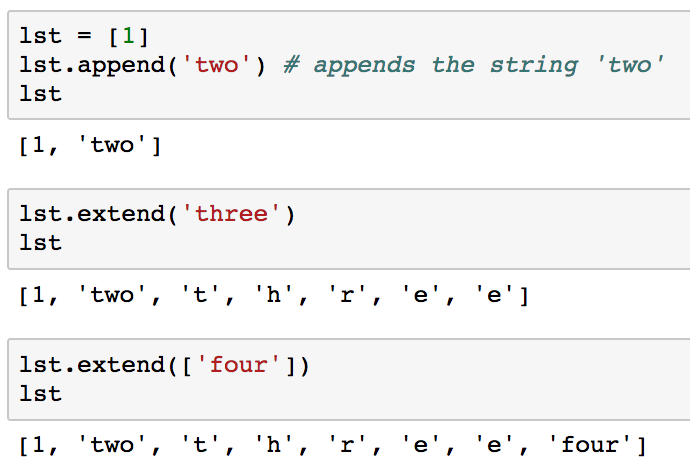 lst = [1]
lst.append('two') # appends the string 'two'
lst
[1, 'two']
lst.extend('three')
lst
[1, 'two', 't', 'h', 'r', 'e', 'e']
lst.extend(['four'])
lst
[1, 'two', 't', 'h', 'r', 'e', 'e', 'four']